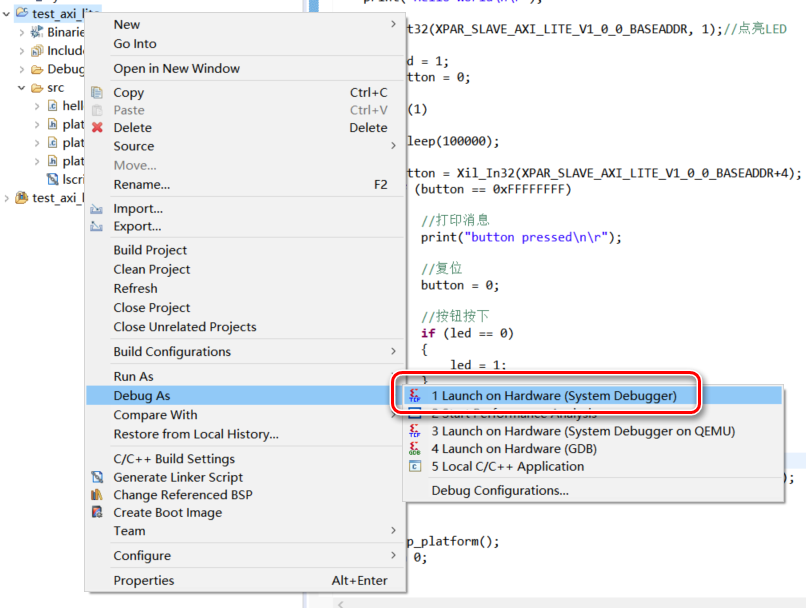 test_axi_lite
Binarie
Include
Debug
src
hell
plat
plat
plat
lscri
test_axi_l
New
Go Into
Open in New Window
Copy Ctrl+C
Paste Ctrl+V
Delete Delete
Source
Move...
Rename... F2
Import...
Export...
Build Project
Clean Project
Refresh
Close Project
Close Unrelated Projects
Build Configurations
Run As
Debug As
Compare With
Restore from Local History...
C/C++ Build Settings
Generate Linker Script
Change Referenced BSP
Create Boot Image
Team
Configure
Properties Alt+Enter
t32(XPAR_SLAVE_AXI_LITE_V1_0_0_BASEADDR, 1);//点亮LED
d = 1;
tton = 0;
(1)
leep(100000);
tton = Xil_In32(XPAR_SLAVE_AXI_LITE_V1_0_0_BASEADDR+4);
(button == 0xFFFFFFFF)
//打印消息
print("button pressed\n\r");
//复位
button = 0;
//按钮按下
if (led == 0)
{
led = 1;
}
1 Launch on Hardware (System Debugger)
2 Start Performance Analysis
3 Launch on Hardware (System Debugger on QEMU)
4 Launch on Hardware (GDB)
5 Local C/C++ Application
Debug Configurations...
);
p_platform();
0;